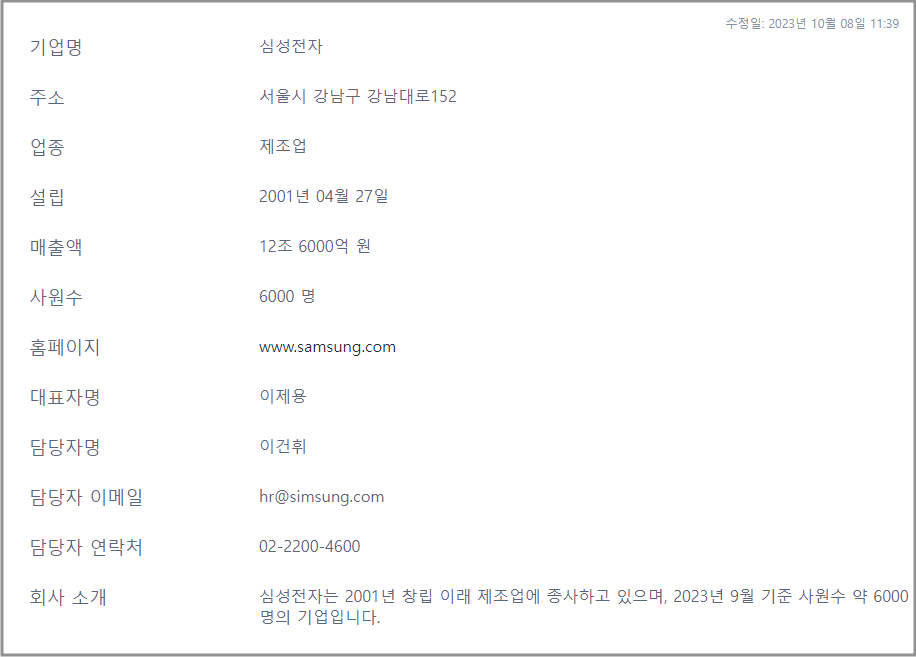 수정일: 2023년 10월 08일 11:39
기업명 심성전자
주소 서울시 강남구 강남대로152
업종 제조업
설립 2001년 04월 27일
매출액 12조 6000억 원
사원수 6000 명
홈페이지 www.samsung.com
대표자명 이제용
담당자명 이건휘
담당자 이메일 hr@simsung.com
담당자 연락처 02-2200-4600
회사 소개 심성전자는 2001년 창립 이래 제조업에 종사하고 있으며, 2023년 9월 기준 사원수 약 6000
명의 기업입니다.